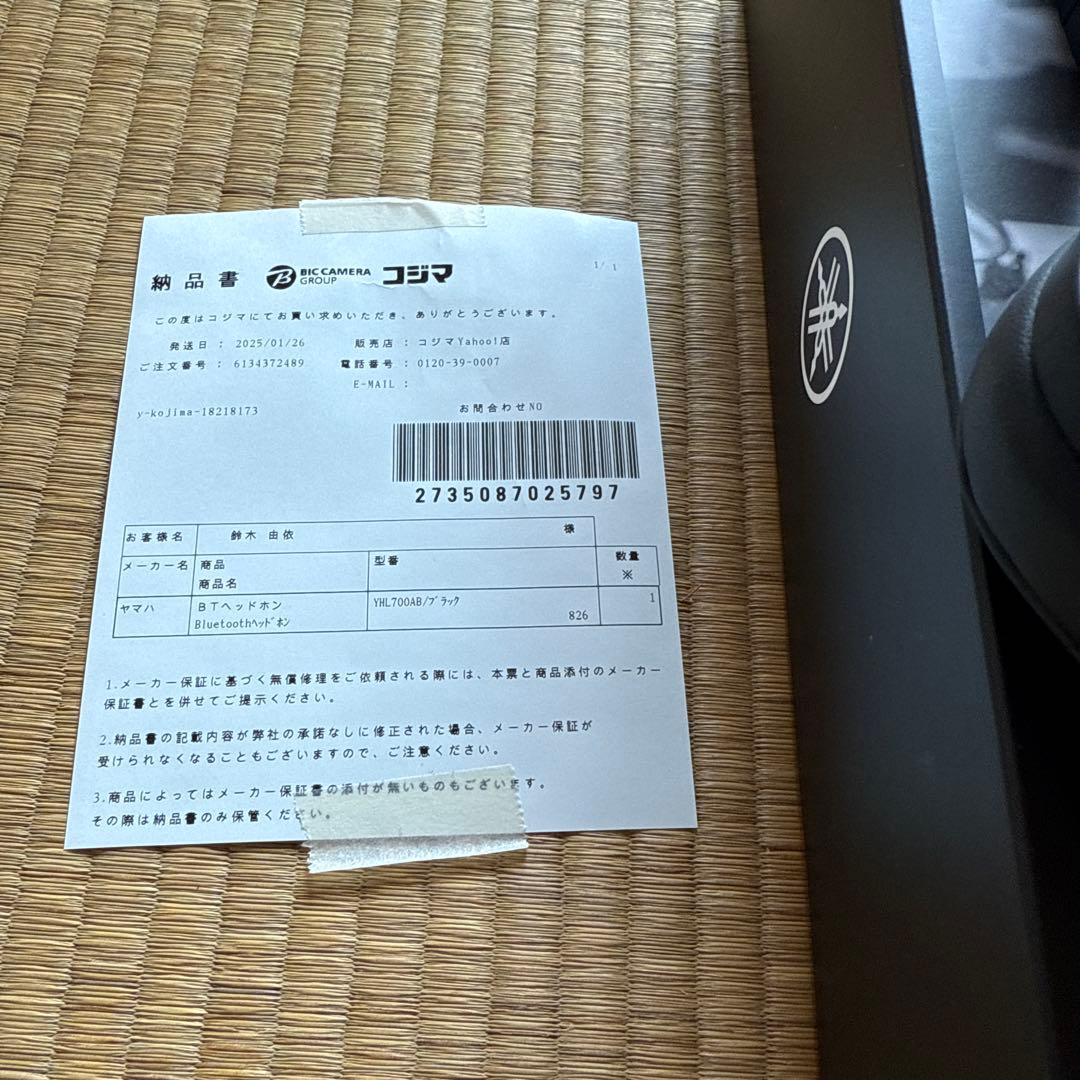 納品書 BIC CAMERA GROUP コジマ 1/ 1
この度はコジマにてお買い求めいただき、ありがとうございます。
発送日 : 2025/01/26 販売店 : コジマYahoo!店
ご注文番号 : 6134372489 電話番号 : 0120-39-0007
E-MAIL :
y-kojima-18218173 お問合わせNO
2735087025797
お客様名 鈴木 由依 様
メーカー名 商品 型番 数量
商品名 ※
ヤマハ BTヘッドホン YHL700AB/ブラック 1
Bluetoothヘッドホン 826
1.メーカー保証に基づく無償修理をご依頼される際には、本票と商品添付のメーカー
保証書とを併せてご提示ください。
2.納品書の記載内容が弊社の承諾なしに修正された場合、メーカー保証が
受けられなくなることもございますので、ご注意ください。
3.商品によってはメーカー保証書の添付が無いものもございます。
その際は納品書のみ保管ください。